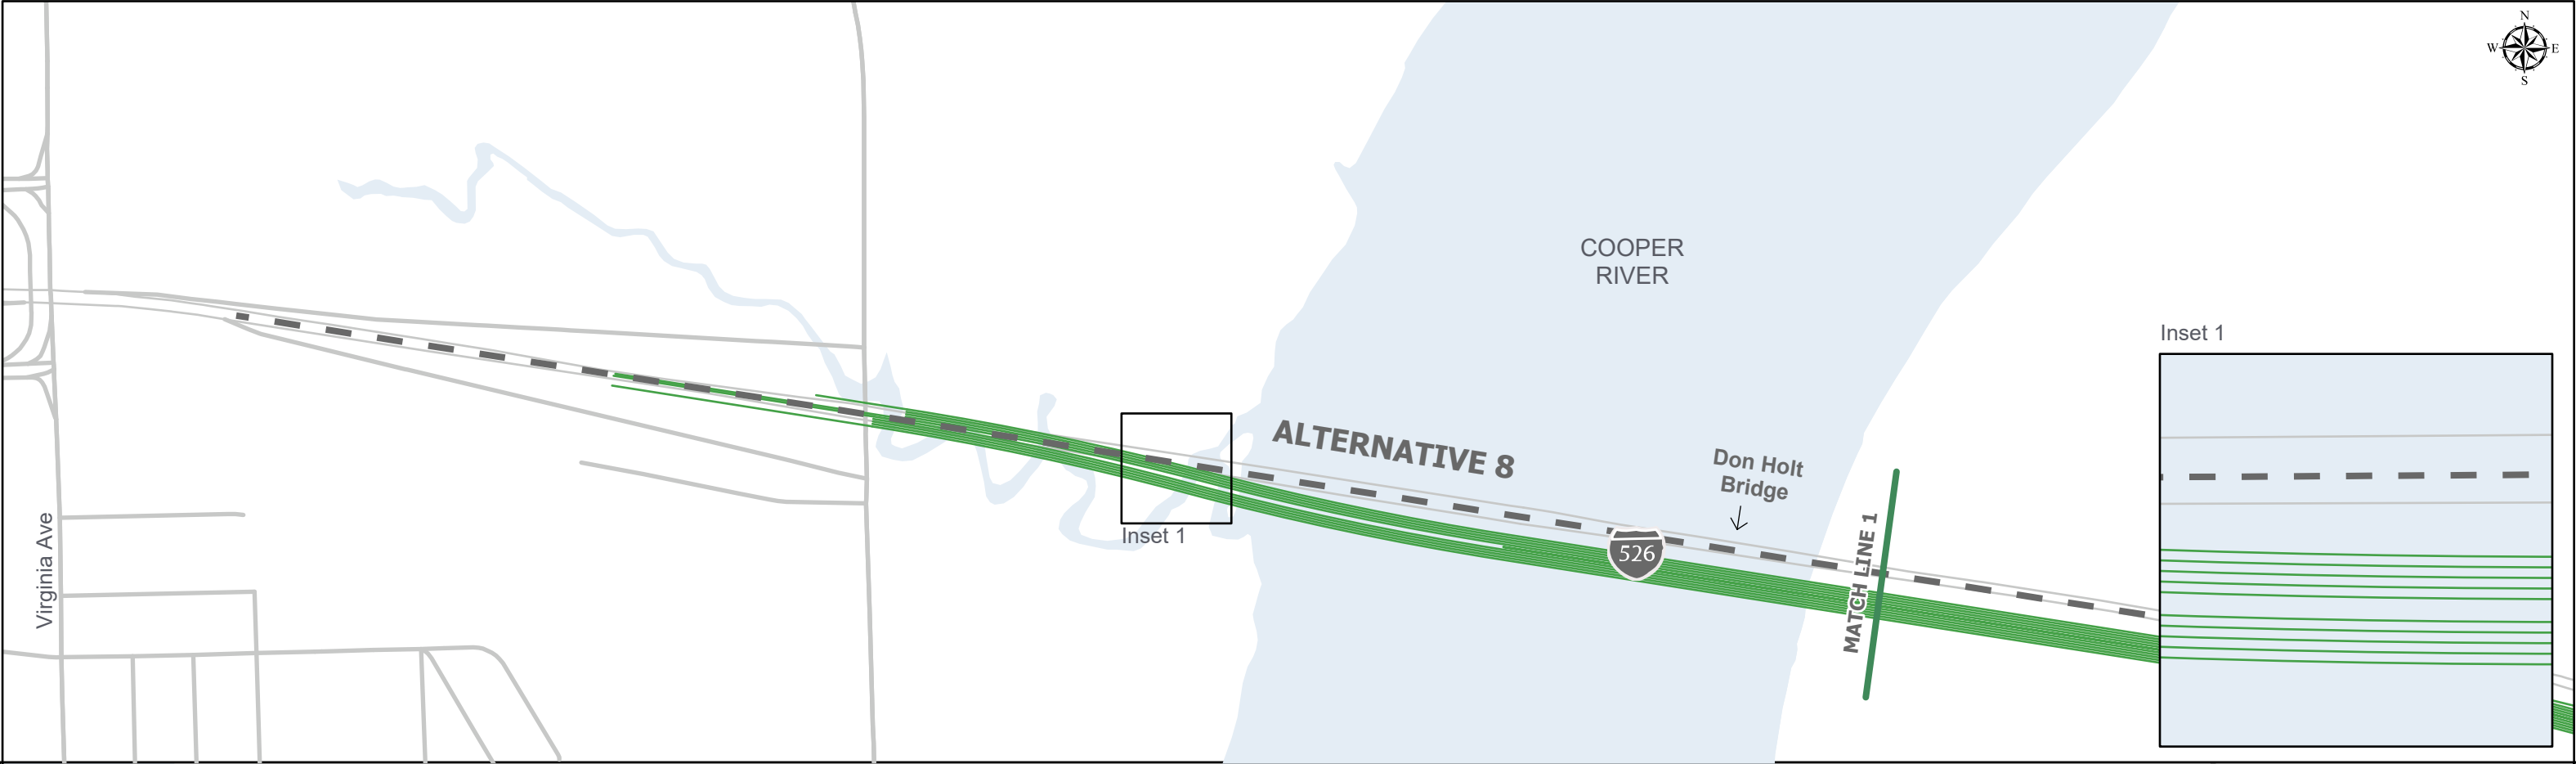 N
W
E
S
COOPER
RIVER
Inset 1
ALTERNATIVE 8
Don Holt
Bridge
526
MATCH LINE 1
Inset 1
Virginia Ave